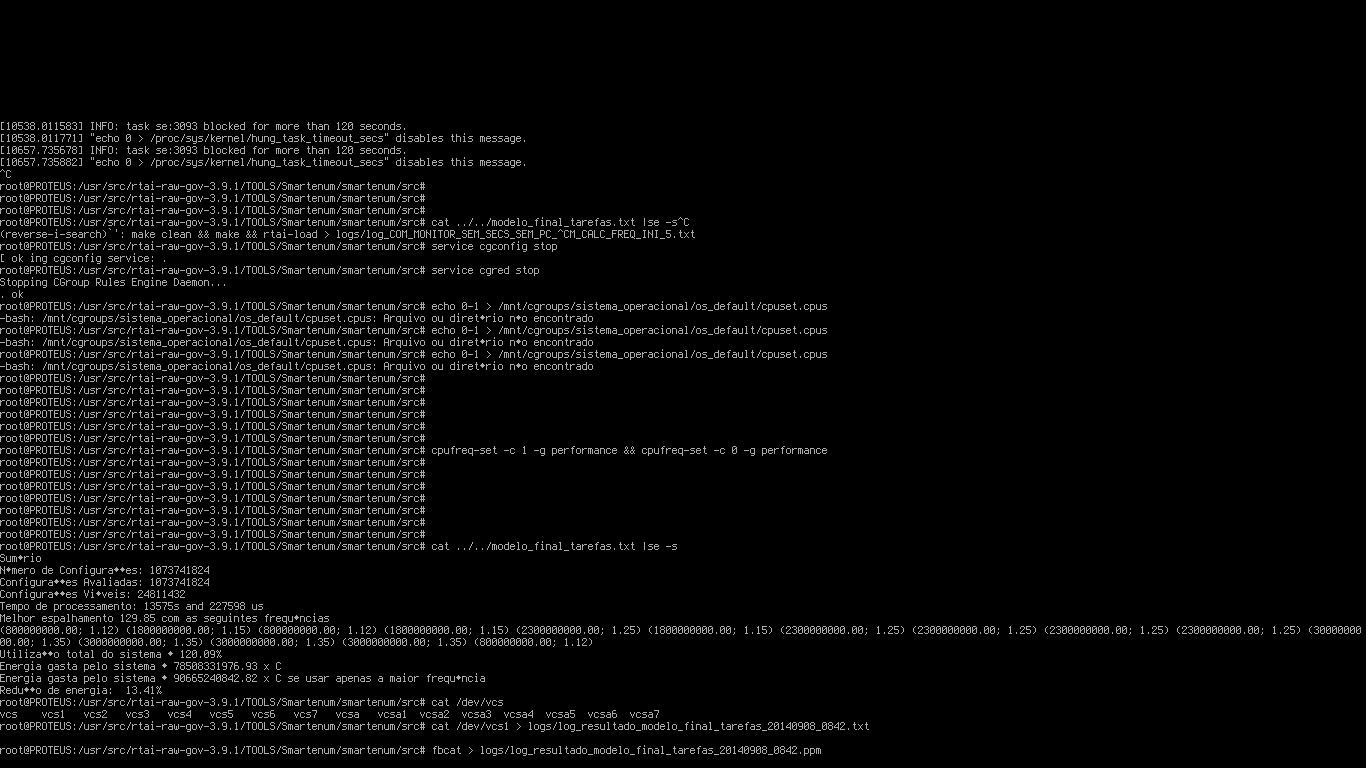 [10538.011583] INFO: task se:3093 blocked for more than 120 seconds.
[10538.011771] "echo 0 > /proc/sys/kernel/hung_task_timeout_secs" disables this message.
[10657.735678] INFO: task se:3093 blocked for more than 120 seconds.
[10657.735882] "echo 0 > /proc/sys/kernel/hung_task_timeout_secs" disables this message.
^C
root@PROTEUS:/usr/src/rtai-raw-gov-3.9.1/TOOLS/Smartenum/smartenum/src#
root@PROTEUS:/usr/src/rtai-raw-gov-3.9.1/TOOLS/Smartenum/smartenum/src#
root@PROTEUS:/usr/src/rtai-raw-gov-3.9.1/TOOLS/Smartenum/smartenum/src#
root@PROTEUS:/usr/src/rtai-raw-gov-3.9.1/TOOLS/Smartenum/smartenum/src# cat ../../modelo_final_tarefas.txt |se -s^C
(reverse-i-search)`': make clean && make && rtai-load > logs/log_COM_MONITOR_SEM_SECS_SEM_PC_^CM_CALC_FREQ_INI_5.txt
root@PROTEUS:/usr/src/rtai-raw-gov-3.9.1/TOOLS/Smartenum/smartenum/src# service cgconfig stop
[ ok ing cgconfig service: .
root@PROTEUS:/usr/src/rtai-raw-gov-3.9.1/TOOLS/Smartenum/smartenum/src# service cgred stop
Stopping CGroup Rules Engine Daemon...
. ok
root@PROTEUS:/usr/src/rtai-raw-gov-3.9.1/TOOLS/Smartenum/smartenum/src# echo 0-1 > /mnt/cgroups/sistema_operacional/os_default/cpuset.cpus
-bash: /mnt/cgroups/sistema_operacional/os_default/cpuset.cpus: Arquivo ou diret�rio n�o encontrado
root@PROTEUS:/usr/src/rtai-raw-gov-3.9.1/TOOLS/Smartenum/smartenum/src# echo 0-1 > /mnt/cgroups/sistema_operacional/os_default/cpuset.cpus
-bash: /mnt/cgroups/sistema_operacional/os_default/cpuset.cpus: Arquivo ou diret�rio n�o encontrado
root@PROTEUS:/usr/src/rtai-raw-gov-3.9.1/TOOLS/Smartenum/smartenum/src# echo 0-1 > /mnt/cgroups/sistema_operacional/os_default/cpuset.cpus
-bash: /mnt/cgroups/sistema_operacional/os_default/cpuset.cpus: Arquivo ou diret�rio n�o encontrado
root@PROTEUS:/usr/src/rtai-raw-gov-3.9.1/TOOLS/Smartenum/smartenum/src#
root@PROTEUS:/usr/src/rtai-raw-gov-3.9.1/TOOLS/Smartenum/smartenum/src#
root@PROTEUS:/usr/src/rtai-raw-gov-3.9.1/TOOLS/Smartenum/smartenum/src#
root@PROTEUS:/usr/src/rtai-raw-gov-3.9.1/TOOLS/Smartenum/smartenum/src#
root@PROTEUS:/usr/src/rtai-raw-gov-3.9.1/TOOLS/Smartenum/smartenum/src#
root@PROTEUS:/usr/src/rtai-raw-gov-3.9.1/TOOLS/Smartenum/smartenum/src#
root@PROTEUS:/usr/src/rtai-raw-gov-3.9.1/TOOLS/Smartenum/smartenum/src# cpufreq-set -c 1 -g performance && cpufreq-set -c 0 -g performance
root@PROTEUS:/usr/src/rtai-raw-gov-3.9.1/TOOLS/Smartenum/smartenum/src#
root@PROTEUS:/usr/src/rtai-raw-gov-3.9.1/TOOLS/Smartenum/smartenum/src#
root@PROTEUS:/usr/src/rtai-raw-gov-3.9.1/TOOLS/Smartenum/smartenum/src#
root@PROTEUS:/usr/src/rtai-raw-gov-3.9.1/TOOLS/Smartenum/smartenum/src#
root@PROTEUS:/usr/src/rtai-raw-gov-3.9.1/TOOLS/Smartenum/smartenum/src#
root@PROTEUS:/usr/src/rtai-raw-gov-3.9.1/TOOLS/Smartenum/smartenum/src#
root@PROTEUS:/usr/src/rtai-raw-gov-3.9.1/TOOLS/Smartenum/smartenum/src#
root@PROTEUS:/usr/src/rtai-raw-gov-3.9.1/TOOLS/Smartenum/smartenum/src# cat ../../modelo_final_tarefas.txt |se -s
Sum�rio
N�mero de Configura��es: 1073741824
Configura��es Avaliadas: 1073741824
Configura��es Vi�veis: 24811432
Tempo de processamento: 13575s and 227598 us
Melhor espalhamento 129.85 com as seguintes frequ�ncias
(800000000.00; 1.12) (1800000000.00; 1.15) (800000000.00; 1.12) (1800000000.00; 1.15) (2300000000.00; 1.25) (1800000000.00; 1.15) (2300000000.00; 1.25) (2300000000.00; 1.25) (2300000000.00; 1.25) (2300000000.00; 1.25) (2300000000.00; 1.25) (30000000
00.00; 1.35) (3000000000.00; 1.35) (3000000000.00; 1.35) (800000000.00; 1.12)
Utiliza��o total do sistema � 120.09%
Energia gasta pelo sistema � 78508331976.93 x C
Energia gasta pelo sistema � 90665240842.82 x C se usar apenas a maior frequ�ncia
Redu��o de energia:  13.41%
root@PROTEUS:/usr/src/rtai-raw-gov-3.9.1/TOOLS/Smartenum/smartenum/src# cat /dev/vcs
vcs    vcs1   vcs2   vcs3   vcs4   vcs5   vcs6   vcs7   vcsa   vcsa1  vcsa2  vcsa3  vcsa4  vcsa5  vcsa6  vcsa7
root@PROTEUS:/usr/src/rtai-raw-gov-3.9.1/TOOLS/Smartenum/smartenum/src# cat /dev/vcs1 > logs/log_resultado_modelo_final_tarefas_20140908_0842.txt
root@PROTEUS:/usr/src/rtai-raw-gov-3.9.1/TOOLS/Smartenum/smartenum/src# fbcat > logs/log_resultado_modelo_final_tarefas_20140908_0842.ppm